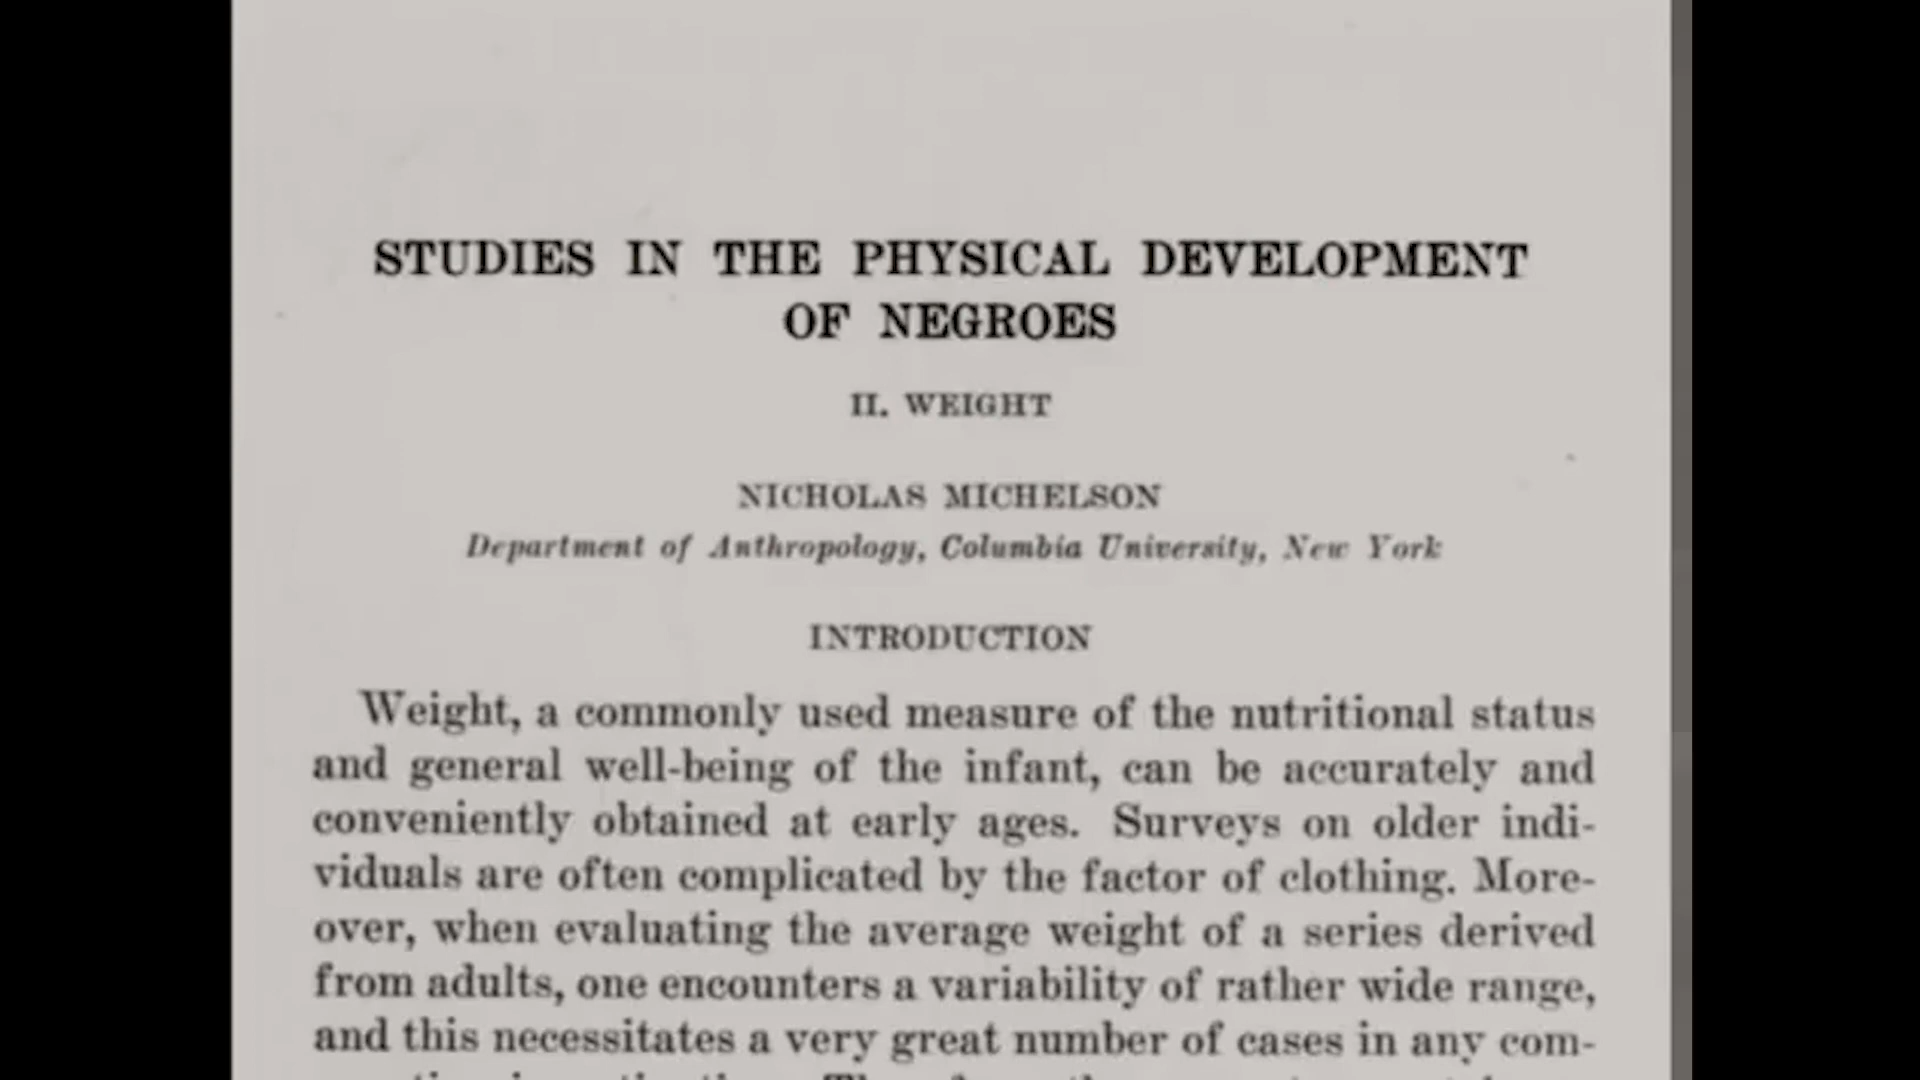 STUDIES IN THE PHYSICAL DEVELOPMENT
OF NEGROES
II. WEIGHT
NICHOLAS MICHELSON
Department of Anthropology, Columbia University, New York
INTRODUCTION
Weight, a commonly used measure of the nutritional status
and general well-being of the infant, can be accurately and
conveniently obtained at early ages. Surveys on older indi-
viduals are often complicated by the factor of clothing. More-
over, when evaluating the average weight of a series derived
from adults, one encounters a variability of rather wide range,
and this necessitates a very great number of cases in any com-